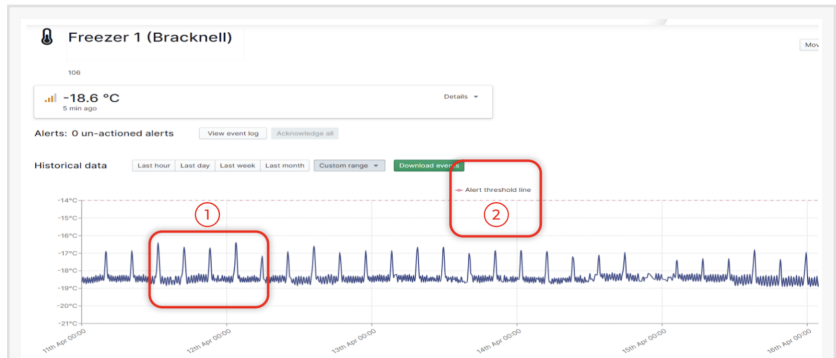 Freezer 1 (Bracknell)
Mov
106
-18.6 °C
Details
5 min ago
Alerts: 0 un-actioned alerts View event log Acknowledge all
Historical data Last hour Last day Last week Last month Custom range Download events
Alert threshold line
-14°C
1
2
-15°C
-16°C
-17°C
-18°C
-19°C
-20°C
-21°C
11th Apr 00:00
12th Apr 00:00
13th Apr 00:00
14th Apr 00:00
15th Apr 00:00
16th Apr 00:00